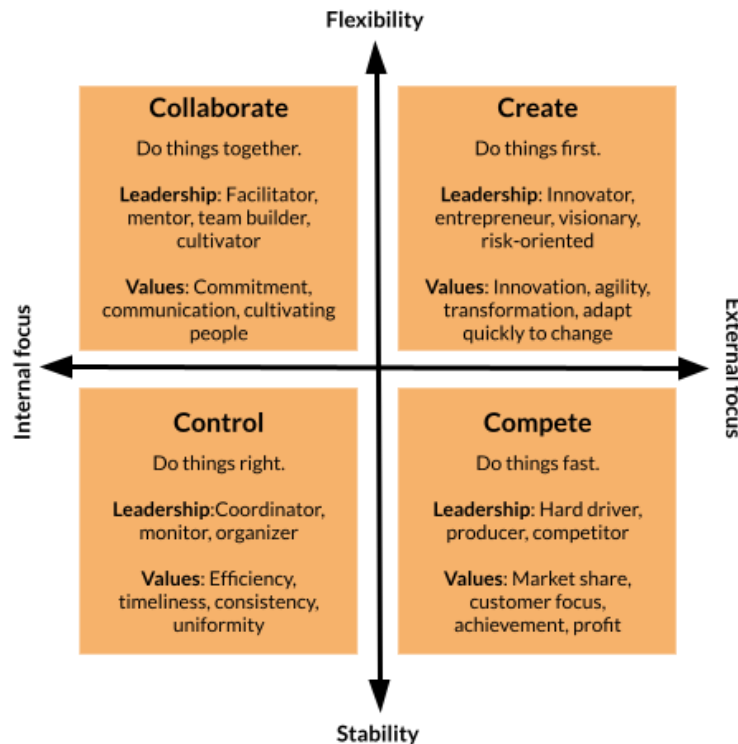 Flexibility
Collaborate
Do things together.
Leadership: Facilitator,
mentor, team builder,
cultivator
Values: Commitment,
communication, cultivating
people
Create
Do things first.
Leadership: Innovator,
entrepreneur, visionary,
risk-oriented
Values: Innovation, agility,
transformation, adapt
quickly to change
Internal focus
External focus
Control
Do things right.
Leadership:Coordinator,
monitor, organizer
Values: Efficiency,
timeliness, consistency,
uniformity
Compete
Do things fast.
Leadership: Hard driver,
producer, competitor
Values: Market share,
customer focus,
achievement, profit
Stability